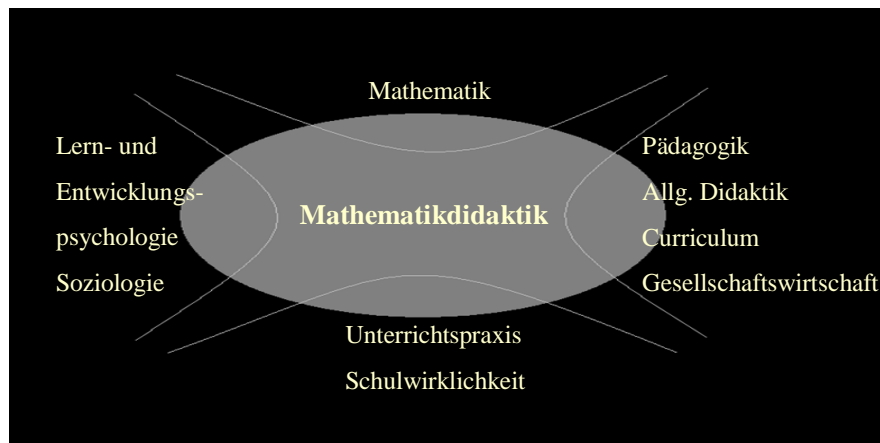 Mathematik
Lern- und
Entwicklungs-
psychologie
Soziologie
Mathematikdidaktik
Pädagogik
Allg. Didaktik
Curriculum
Gesellschaftswirtschaft
Unterrichtspraxis
Schulwirklichkeit